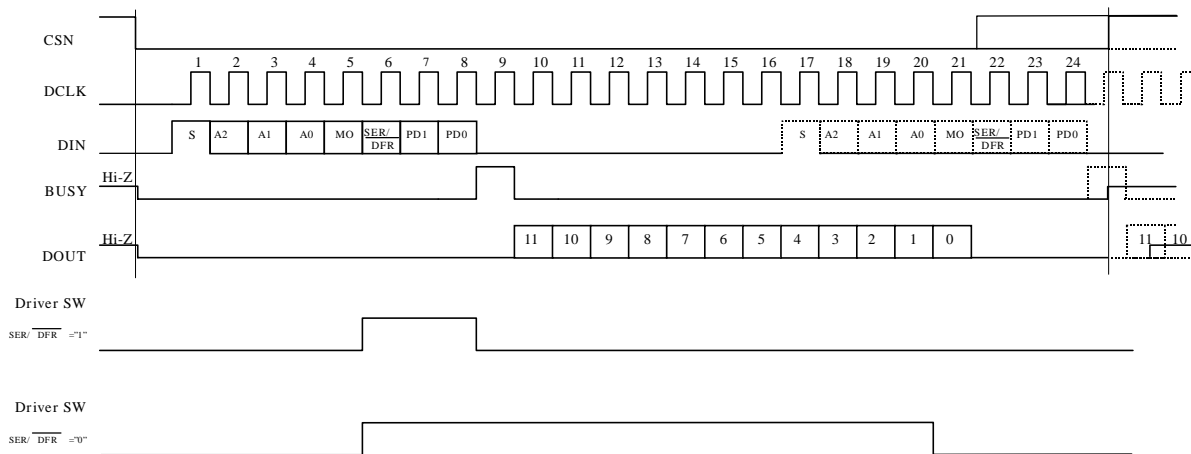 CSN
1 2 3 4 5 6 7 8 9 10 11 12 13 14 15 16 17 18 19 20 21 22 23 24
DCLK
DIN S A2 A1 A0 MO SER/DFR PD1 PD0 S A2 A1 A0 MO SER/DFR PD1 PD0
Hi-Z
BUSY
Hi-Z 11 10 9 8 7 6 5 4 3 2 1 0 11 10
DOUT
Driver SW
SER/ DFR ="1"
Driver SW
SER/ DFR ="0"